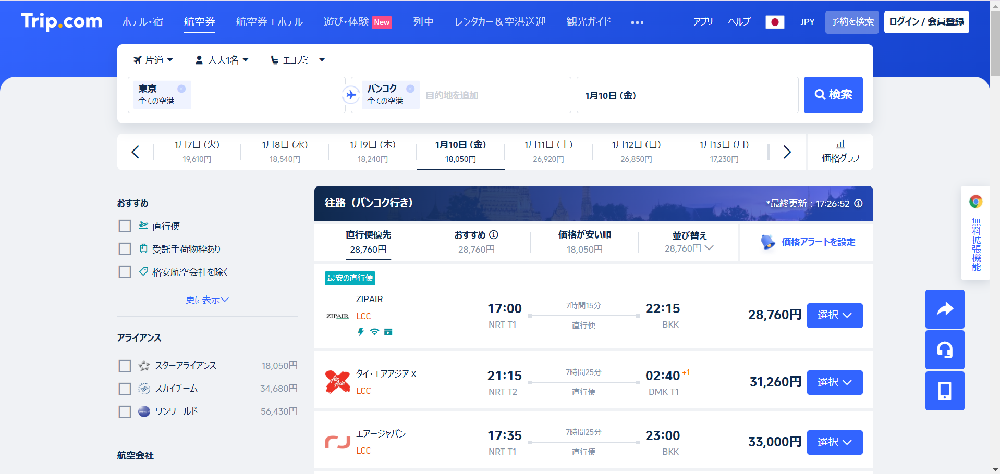 Trip.com
ホテル・宿
航空券
航空券＋ホテル
遊び・体験 New
列車
レンタカー＆空港送迎
観光ガイド
アプリ
ヘルプ
JPY
予約を検索
ログイン / 会員登録
片道
大人1名
エコノミー
東京
全ての空港
バンコク
全ての空港
目的地を追加
1月10日 (金)
検索
1月7日 (火)
19,610円
1月8日 (水)
18,540円
1月9日 (木)
18,240円
1月10日 (金)
18,050円
1月11日 (土)
26,920円
1月12日 (日)
26,850円
1月13日 (月)
17,230円
価格グラフ
おすすめ
直行便
受託手荷物枠あり
格安航空会社を除く
更に表示
アライアンス
スターアライアンス 18,050円
スカイチーム 34,680円
ワンワールド 56,430円
航空会社
往路（バンコク行き）
*最終更新：17:26:52
直行便優先
28,760円
おすすめ
28,760円
価格が安い順
18,050円
並び替え
28,760円
価格アラートを設定
最安の直行便
ZIPAIR
ZIPAIR
LCC
17:00
NRT T1
7時間15分
直行便
22:15
BKK
28,760円
選択
Air Asia
タイ・エアアジア X
LCC
21:15
NRT T2
7時間25分
直行便
02:40 +1
DMK T1
31,260円
選択
エアージャパン
LCC
17:35
NRT T1
7時間25分
直行便
23:00
BKK
33,000円
選択
無料拡張機能